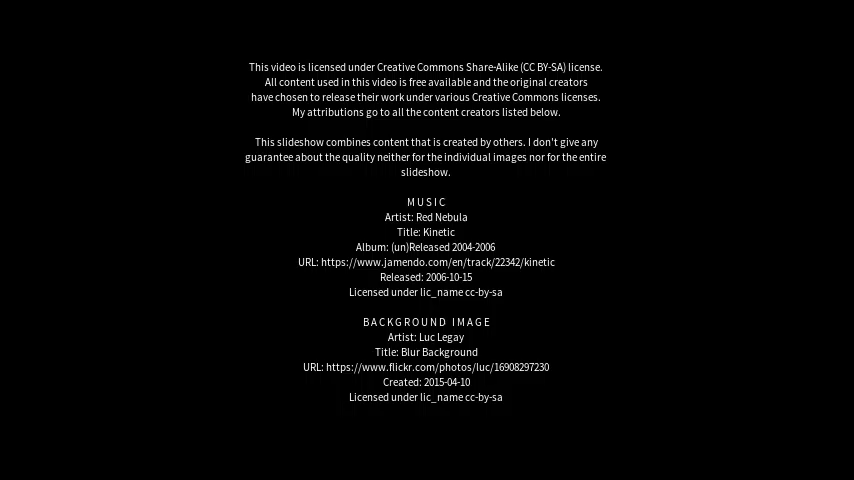 This video is licensed under Creative Commons Share-Alike (CC BY-SA) license.
All content used in this video is free available and the original creators
have chosen to release their work under various Creative Commons licenses.
My attributions go to all the content creators listed below.
This slideshow combines content that is created by others. I don't give any
guarantee about the quality neither for the individual images nor for the entire
slideshow.
MUSIC
Artist: Red Nebula
Title: Kinetic
Album: (un)Released 2004-2006
URL: https://www.jamendo.com/en/track/22342/kinetic
Released: 2006-10-15
Licensed under lic_name cc-by-sa
BACKGROUND IMAGE
Artist: Luc Legay
Title: Blur Background
URL: https://www.flickr.com/photos/luc/16908297230
Created: 2015-04-10
Licensed under lic_name cc-by-sa